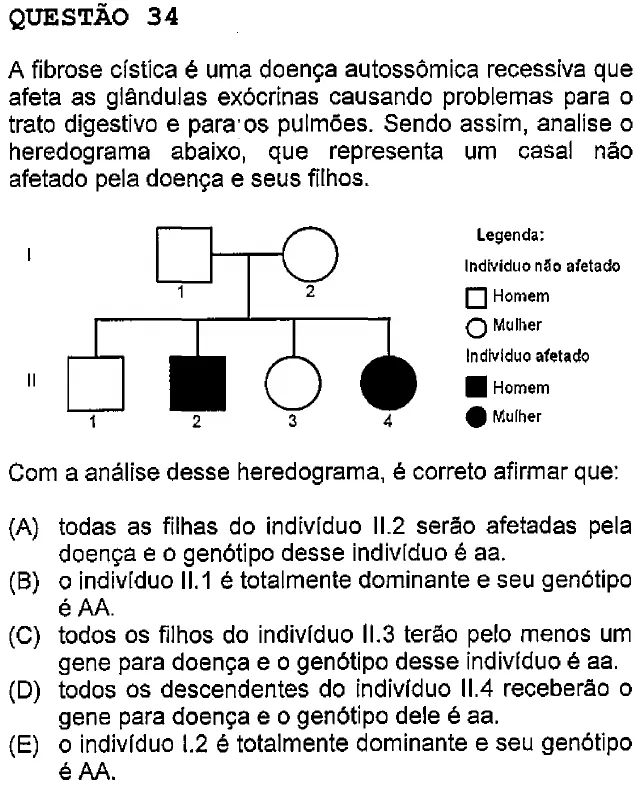 QUESTÃO 34
A fibrose cística é uma doença autossômica recessiva que
afeta as glândulas exócrinas causando problemas para o
trato digestivo e para os pulmões. Sendo assim, analise o
heredograma abaixo, que representa um casal não
afetado pela doença e seus filhos.
Legenda:
I
Indivíduo não afetado
1 2
Homem
Mulher
Indivíduo afetado
II
Homem
Mulher
1 2 3 4
Com a análise desse heredograma, é correto afirmar que:
(A) todas as filhas do indivíduo II.2 serão afetadas pela
doença e o genótipo desse indivíduo é aa.
(B) o indivíduo II.1 é totalmente dominante e seu genótipo
é AA.
(C) todos os filhos do indivíduo II.3 terão pelo menos um
gene para doença e o genótipo desse indivíduo é aa.
(D) todos os descendentes do indivíduo II.4 receberão o
gene para doença e o genótipo dele é aa.
(E) o indivíduo I.2 é totalmente dominante e seu genótipo
é AA.